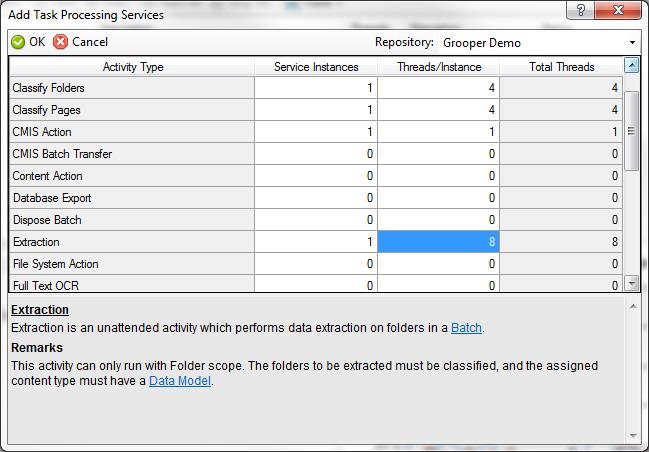 Add Task Processing Services
OK Cancel Repository: Grooper Demo
Activity Type Service Instances Threads/Instance Total Threads
Classify Folders 1 4 4
Classify Pages 1 4 4
CMIS Action 1 1 1
CMIS Batch Transfer 0 0 0
Content Action 0 0 0
Database Export 0 0 0
Dispose Batch 0 0 0
Extraction 1 8 8
File System Action 0 0 0
Full Text OCR 0 0 0
Extraction
Extraction is an unattended activity which performs data extraction on folders in a Batch.
Remarks
This activity can only run with Folder scope. The folders to be extracted must be classified, and the assigned
content type must have a Data Model.